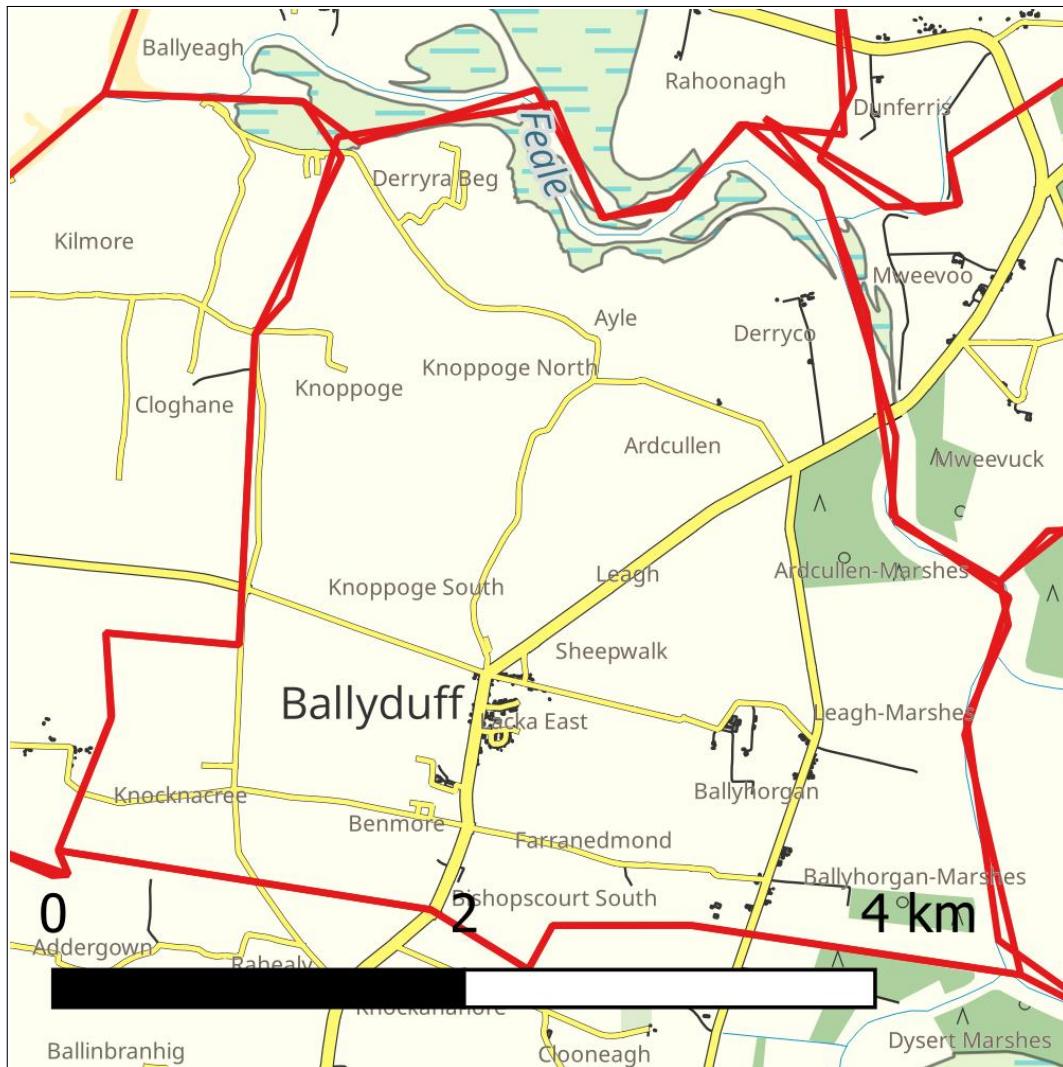 Ballyeagh
Rahoonagh
Dunferris
Feale
Derryra Beg
Kilmore
Mweevoo
Ayle
Derryco
Knoppoge North
Knoppoge
Cloghane
Ardcullen
Mweevuck
Leagh
Ardcullen-Marshes
Knoppoge South
Sheepwalk
Ballyduff
Lacka East
Leagh-Marshes
Knocknacree
Ballyhorgan
Benmore
Farranedmond
Ballyhorgan-Marshes
Bishopscourt South
0 2 4 km
Addergown
Rahealy
Knockananore
Dysert Marshes
Ballinbranhig
Clooneagh